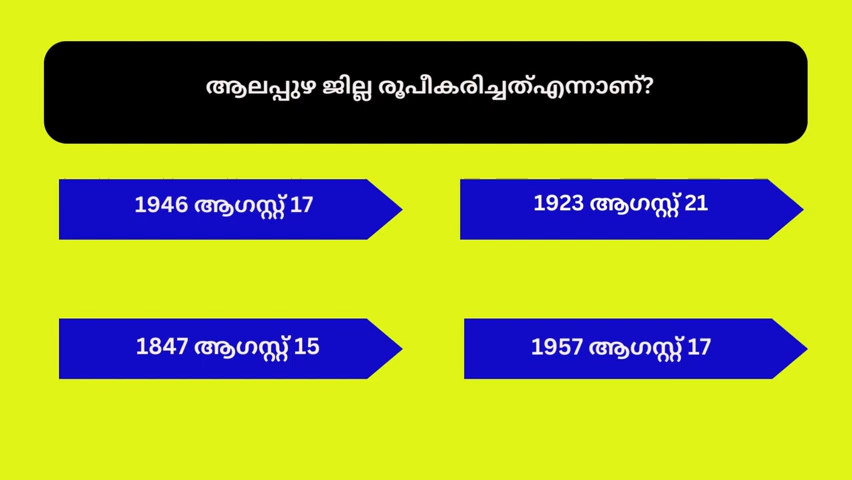 ആലപ്പുഴ ജില്ല രൂപീകരിച്ചത്എന്നാണ്?
1946 ആഗസ്റ്റ് 17
1923 ആഗസ്റ്റ് 21
1847 ആഗസ്റ്റ് 15
1957 ആഗസ്റ്റ് 17